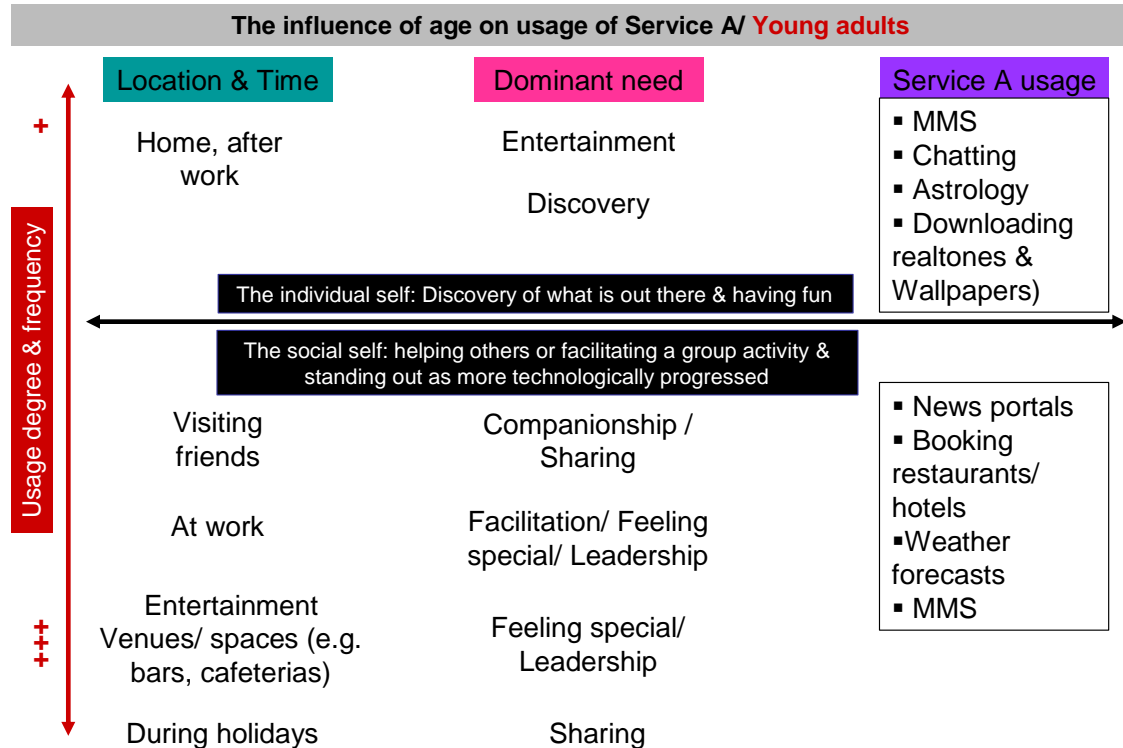 The influence of age on usage of Service A/ Young adults
Location & Time
Dominant need
Service A usage
+
Home, after
work
Entertainment
Discovery
▪ MMS
▪ Chatting
▪ Astrology
▪ Downloading
realtones &
Wallpapers)
Usage degree & frequency
The individual self: Discovery of what is out there & having fun
The social self: helping others or facilitating a group activity &
standing out as more technologically progressed
Visiting
friends
Companionship /
Sharing
▪ News portals
▪ Booking
restaurants/
hotels
▪Weather
forecasts
▪ MMS
At work
Facilitation/ Feeling
special/ Leadership
+++
Entertainment
Venues/ spaces (e.g.
bars, cafeterias)
Feeling special/
Leadership
During holidays
Sharing